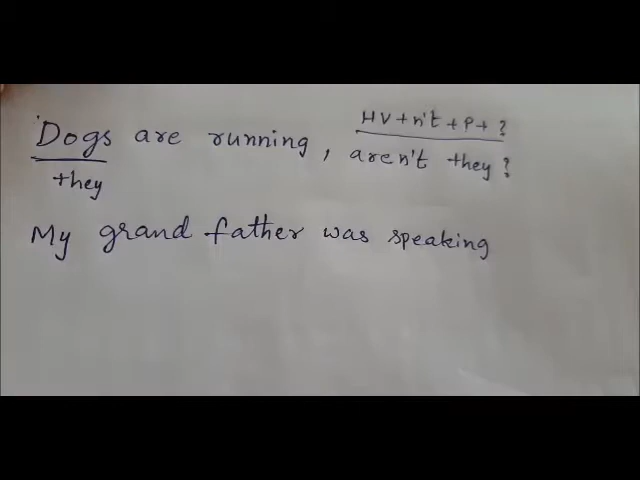 HV + n't + P + ?
Dogs are running, aren't they?
they
My grand father was speaking